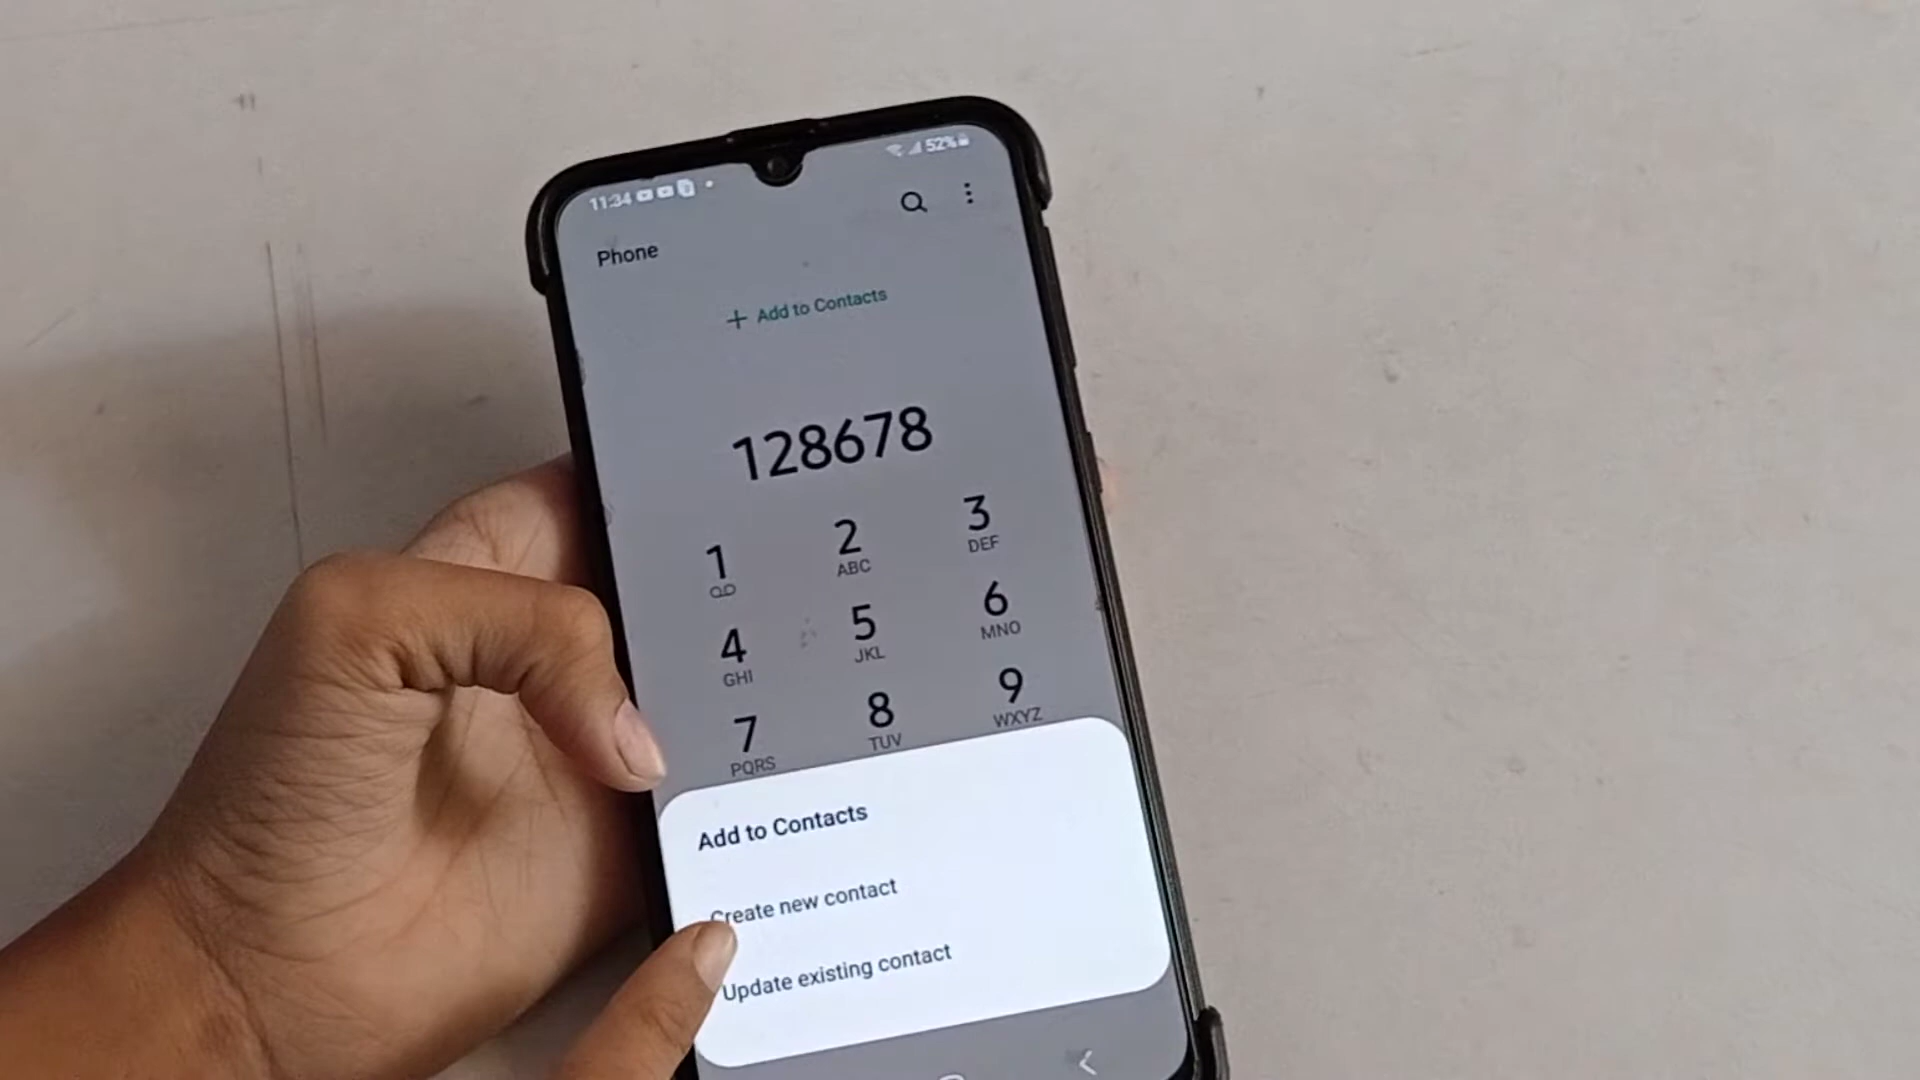 11:34 52%
Phone
+ Add to Contacts
128678
1 2 3
ABC DEF
4 5 6
GHI JKL MNO
7 8 9
PQRS TUV WXYZ
Add to Contacts
Create new contact
Update existing contact